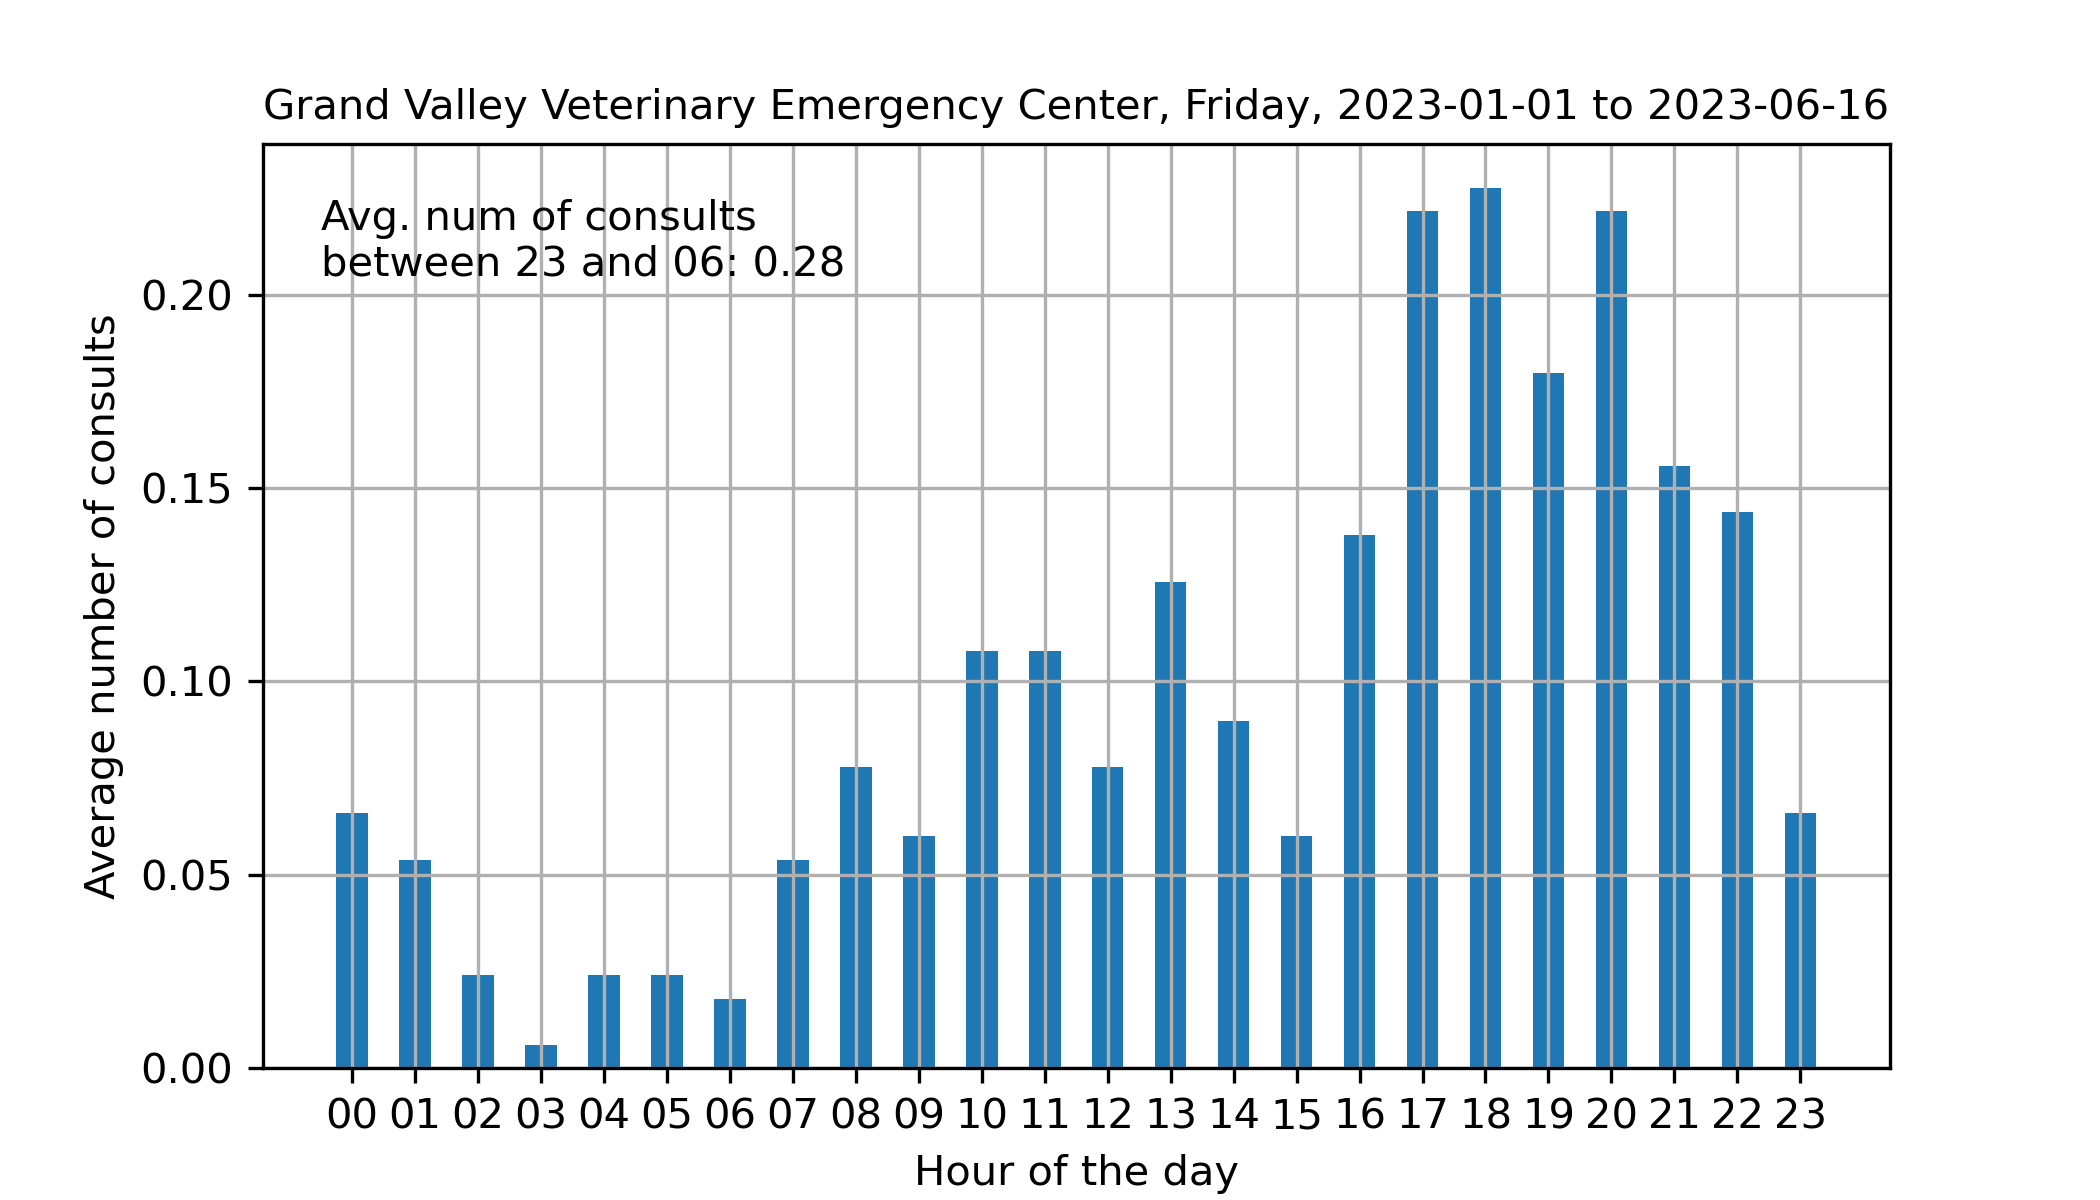 Grand Valley Veterinary Emergency Center, Friday, 2023-01-01 to 2023-06-16
Avg. num of consults
between 23 and 06: 0.28
Average number of consults
0.20
0.15
0.10
0.05
0.00
00 01 02 03 04 05 06 07 08 09 10 11 12 13 14 15 16 17 18 19 20 21 22 23
Hour of the day